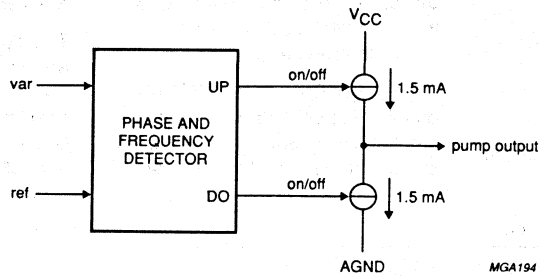 VCC
var
UP
on/off
1.5 mA
PHASE AND
FREQUENCY
DETECTOR
pump output
ref
DO
on/off
1.5 mA
AGND
MGA194